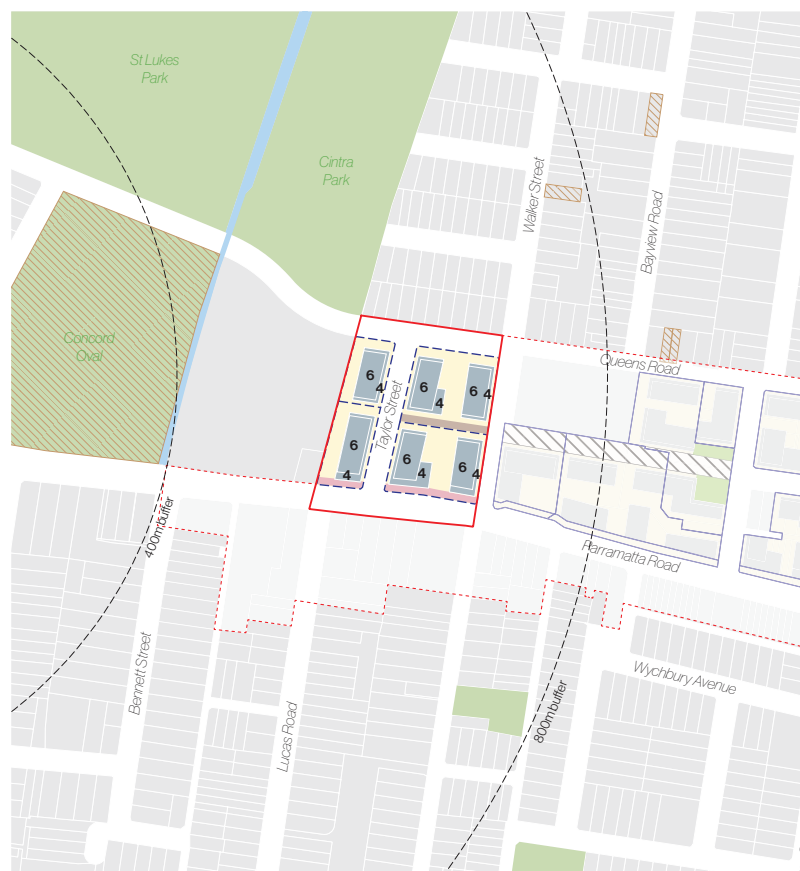 St Lukes
Park
Cintra
Park
Walker Street
Bayview Road
Concord
Oval
Queens Road
6
4
6
4
6
4
Taylor Street
6
4
6
4
6
4
400m buffer
Parramatta Road
Bennett Street
Lucas Road
Wychbury Avenue
800m buffer